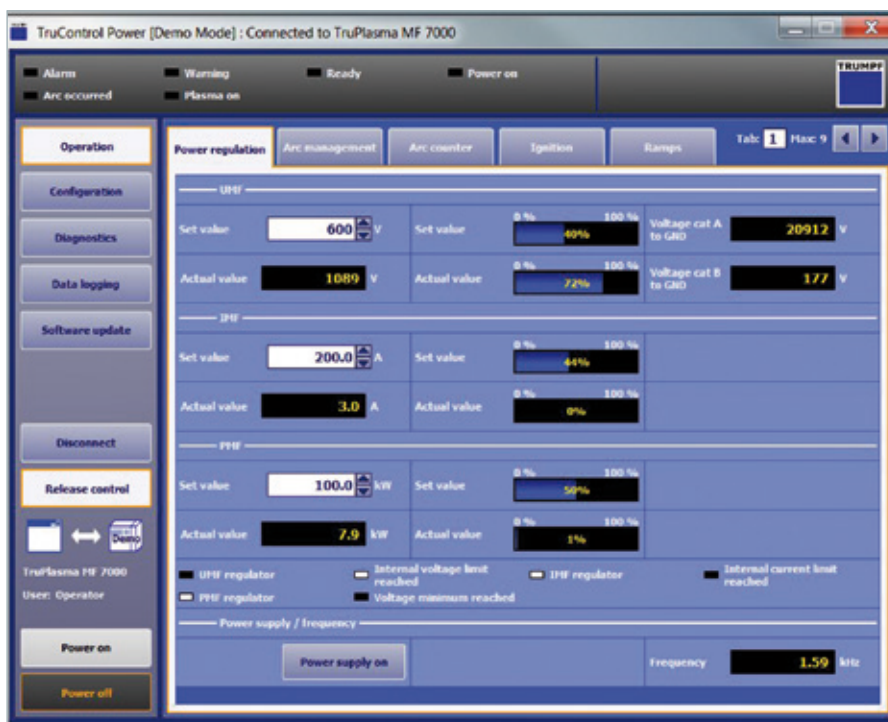 TruControl Power [Demo Mode] : Connected to TruPlasma MF 7000
Alarm Warning Ready Power on
Arc occurred Plasma on
TRUMPF
Operation
Configuration
Diagnostics
Data logging
Software update
Disconnect
Release control
Demo
TruPlasma MF 7000
User: Operator
Power on
Power off
Power regulation Arc management Arc counter Ignition Ramps Tab: 1 Max: 9
UMF
Set value 600 V Set value 0 % 100 % 40% Voltage cat A to GND 20912 V
Actual value 1089 V Actual value 0 % 100 % 72% Voltage cat B to GND 177 V
IMF
Set value 200.0 A Set value 0 % 100 % 44%
Actual value 3.0 A Actual value 0 % 100 % 0%
PMF
Set value 100.0 kW Set value 0 % 100 % 50%
Actual value 7.9 kW Actual value 0 % 100 % 1%
UMF regulator Internal voltage limit reached IMF regulator Internal current limit reached
PMF regulator Voltage minimum reached
Power supply / frequency
Power supply on Frequency 1.59 kHz